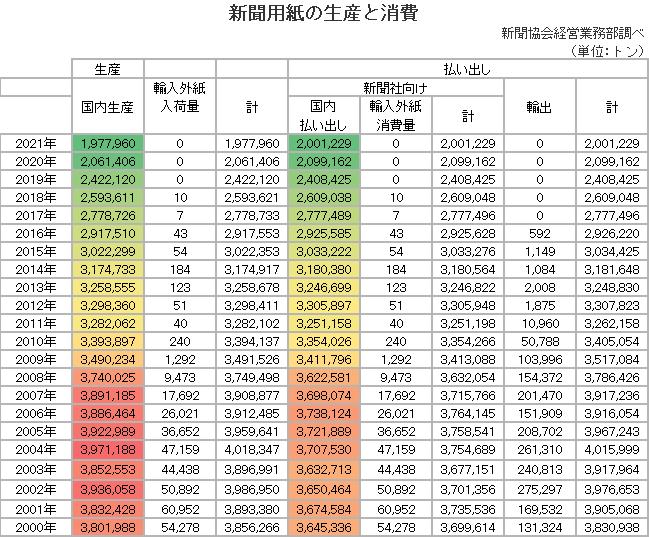 新聞用紙の生産と消費
新聞協会経営業務部調べ
(単位：トン)
生産 払い出し
国内生産 輸入外紙入荷量 計 新聞社向け 輸出 計
国内払い出し 輸入外紙消費量 計
2021年 1,977,960 0 1,977,960 2,001,229 0 2,001,229 0 2,001,229
2020年 2,061,406 0 2,061,406 2,099,162 0 2,099,162 0 2,099,162
2019年 2,422,120 0 2,422,120 2,408,425 0 2,408,425 0 2,408,425
2018年 2,593,611 10 2,593,621 2,609,038 10 2,609,048 0 2,609,048
2017年 2,778,726 7 2,778,733 2,777,489 7 2,777,496 0 2,777,496
2016年 2,917,510 43 2,917,553 2,925,585 43 2,925,628 592 2,926,220
2015年 3,022,299 54 3,022,353 3,033,222 54 3,033,276 1,149 3,034,425
2014年 3,174,733 184 3,174,917 3,180,380 184 3,180,564 1,084 3,181,648
2013年 3,258,555 123 3,258,678 3,246,699 123 3,246,822 2,008 3,248,830
2012年 3,298,360 51 3,298,411 3,305,897 51 3,305,948 1,875 3,307,823
2011年 3,282,062 40 3,282,102 3,251,158 40 3,251,198 10,960 3,262,158
2010年 3,393,897 240 3,394,137 3,354,026 240 3,354,266 50,788 3,405,054
2009年 3,490,234 1,292 3,491,526 3,411,796 1,292 3,413,088 103,996 3,517,084
2008年 3,740,025 9,473 3,749,498 3,622,581 9,473 3,632,054 154,372 3,786,426
2007年 3,891,184 17,692 3,908,877 3,698,074 17,692 3,715,766 201,470 3,917,236
2006年 3,886,464 26,021 3,912,485 3,738,124 26,021 3,764,145 151,909 3,916,054
2005年 3,922,989 36,652 3,959,641 3,721,889 36,652 3,758,541 208,702 3,967,243
2004年 3,971,188 47,159 4,018,347 3,707,530 47,159 3,754,689 261,310 4,015,999
2003年 3,852,553 44,438 3,896,991 3,632,713 44,438 3,677,151 240,813 3,917,964
2002年 3,936,058 50,892 3,986,950 3,650,464 50,892 3,701,356 275,297 3,976,653
2001年 3,832,428 60,952 3,893,380 3,674,584 60,952 3,735,536 169,532 3,905,068
2000年 3,801,988 54,278 3,856,266 3,645,336 54,278 3,699,614 131,324 3,830,938